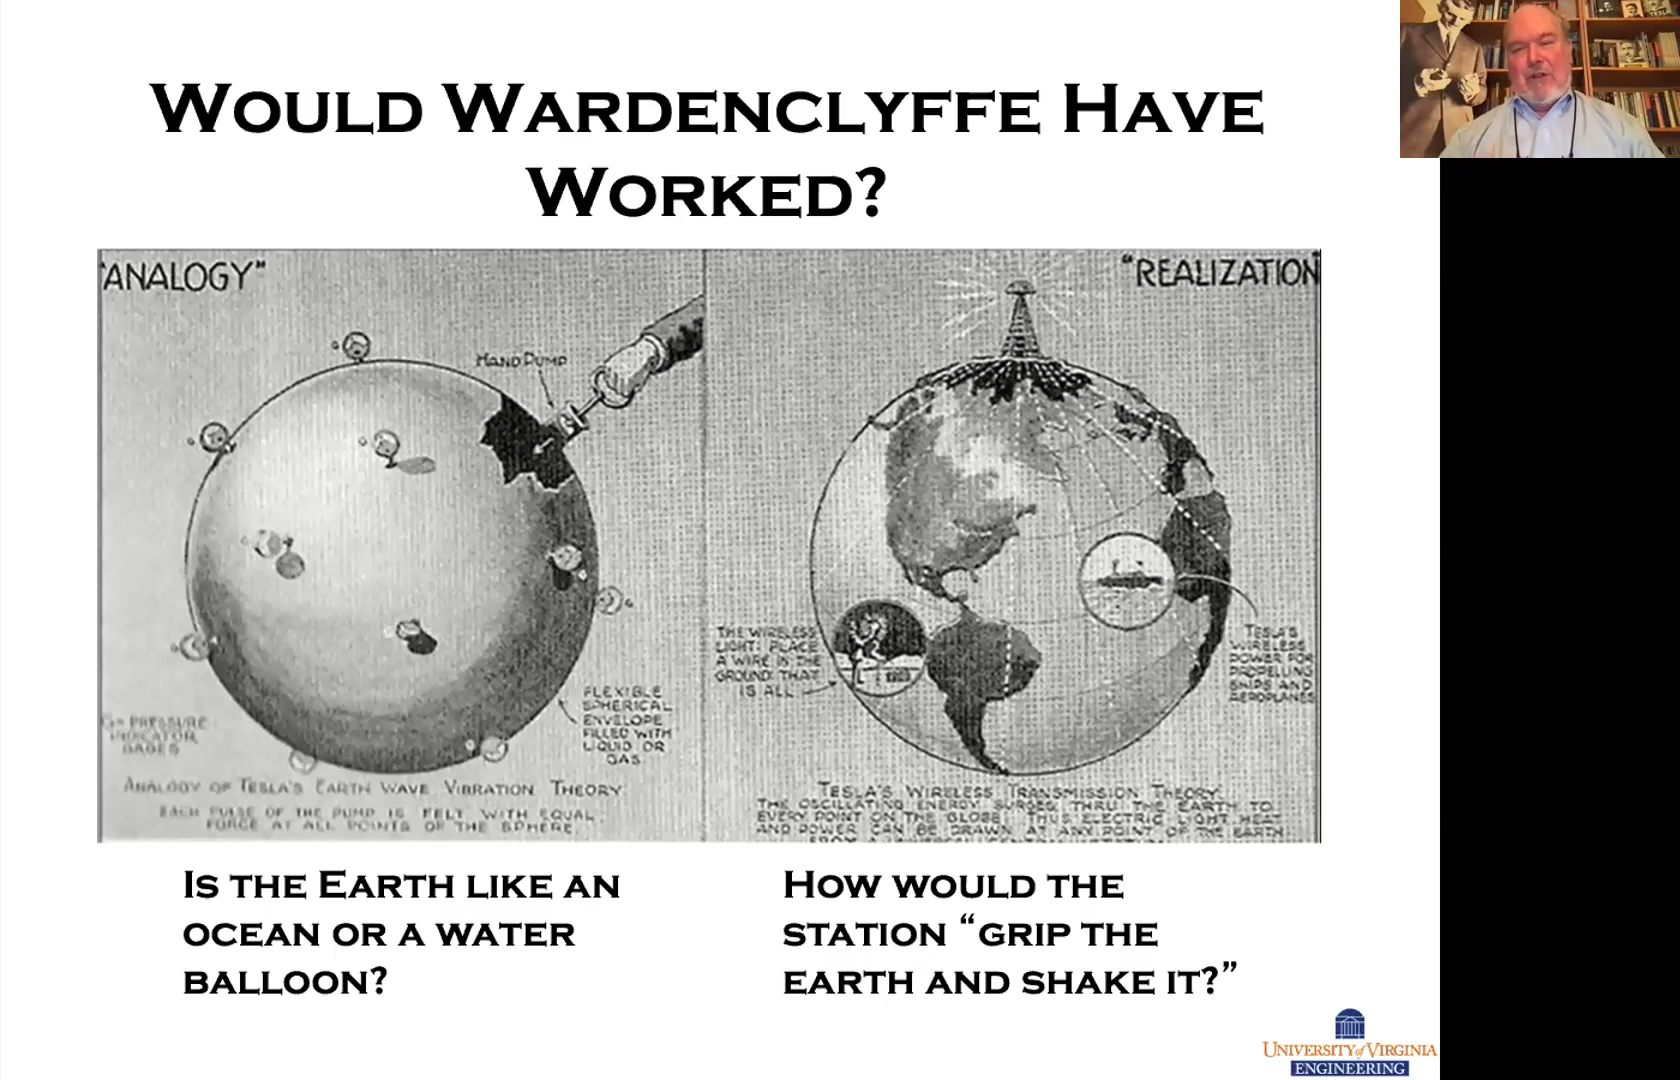 WOULD WARDENCLYFFE HAVE
WORKED?
"ANALOGY"
HAND PUMP
G = PRESSURE
INDICATOR
GAGES
FLEXIBLE
SPHERICAL
ENVELOPE
FILLED WITH
LIQUID OR
GAS
ANALOGY OF TESLA'S EARTH WAVE VIBRATION THEORY
EACH PULSE OF THE PUMP IS FELT WITH EQUAL
FORCE AT ALL POINTS OF THE SPHERE.
"REALIZATION"
THE WIRELESS
LIGHT: PLACE
A WIRE IN THE
GROUND: THAT
IS ALL
TESLA'S
WIRELESS
POWER FOR
PROPELLING
SHIPS AND
AEROPLANES
TESLA'S WIRELESS TRANSMISSION THEORY:
THE OSCILLATING ENERGY SURGES THRU THE EARTH TO
EVERY POINT ON THE GLOBE THUS ELECTRIC LIGHT, HEAT
AND POWER CAN BE DRAWN AT ANY POINT OF THE EARTH
IS THE EARTH LIKE AN
OCEAN OR A WATER
BALLOON?
HOW WOULD THE
STATION “GRIP THE
EARTH AND SHAKE IT?”
UNIVERSITY of VIRGINIA
ENGINEERING